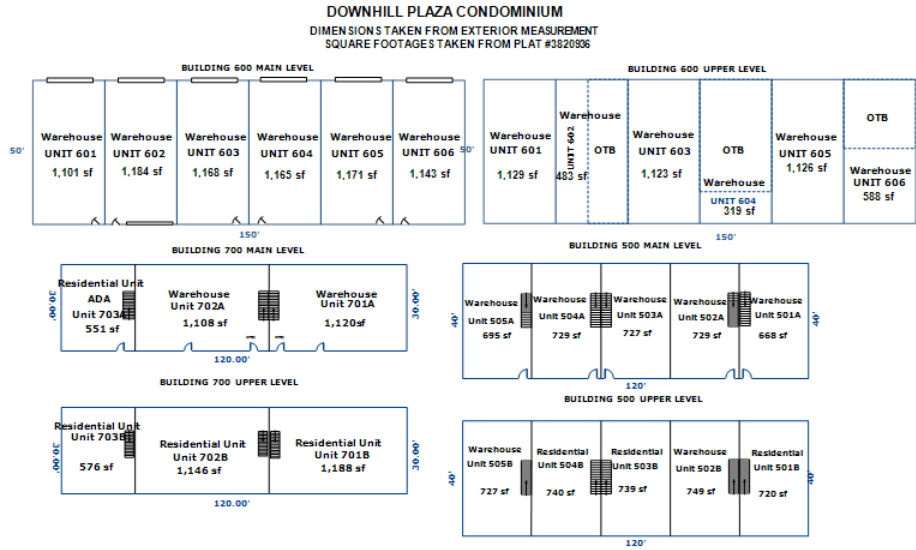 DOWNHILL PLAZA CONDOMINIUM
DIMENSIONS TAKEN FROM EXTERIOR MEASUREMENT
SQUARE FOOTAGES TAKEN FROM PLAT #3820936
BUILDING 600 MAIN LEVEL
50'
Warehouse
UNIT 601
1,101 sf
Warehouse
UNIT 602
1,184 sf
Warehouse
UNIT 603
1,168 sf
Warehouse
UNIT 604
1,165 sf
Warehouse
UNIT 605
1,171 sf
Warehouse
UNIT 606
1,143 sf
150'
BUILDING 600 UPPER LEVEL
50'
Warehouse
UNIT 601
1,129 sf
Warehouse
UNIT 602
483 sf
OTB
Warehouse
UNIT 603
1,123 sf
OTB
Warehouse
UNIT 604
319 sf
Warehouse
UNIT 605
1,126 sf
OTB
Warehouse
UNIT 606
588 sf
150'
BUILDING 700 MAIN LEVEL
30.00'
Residential Unit
ADA
Unit 703A
551 sf
Warehouse
Unit 702A
1,108 sf
Warehouse
Unit 701A
1,120sf
30.00'
120.00'
BUILDING 500 MAIN LEVEL
40'
Warehouse
Unit 505A
695 sf
Warehouse
Unit 504A
729 sf
Warehouse
Unit 503A
727 sf
Warehouse
Unit 502A
729 sf
Warehouse
Unit 501A
668 sf
40'
120'
BUILDING 700 UPPER LEVEL
30.00'
Residential Unit
Unit 703B
576 sf
Residential Unit
Unit 702B
1,146 sf
Residential Unit
Unit 701B
1,188 sf
30.00'
120.00'
BUILDING 500 UPPER LEVEL
40'
Warehouse
Unit 505B
727 sf
Residential
Unit 504B
740 sf
Residential
Unit 503B
739 sf
Warehouse
Unit 502B
749 sf
Residential
Unit 501B
720 sf
40'
120'